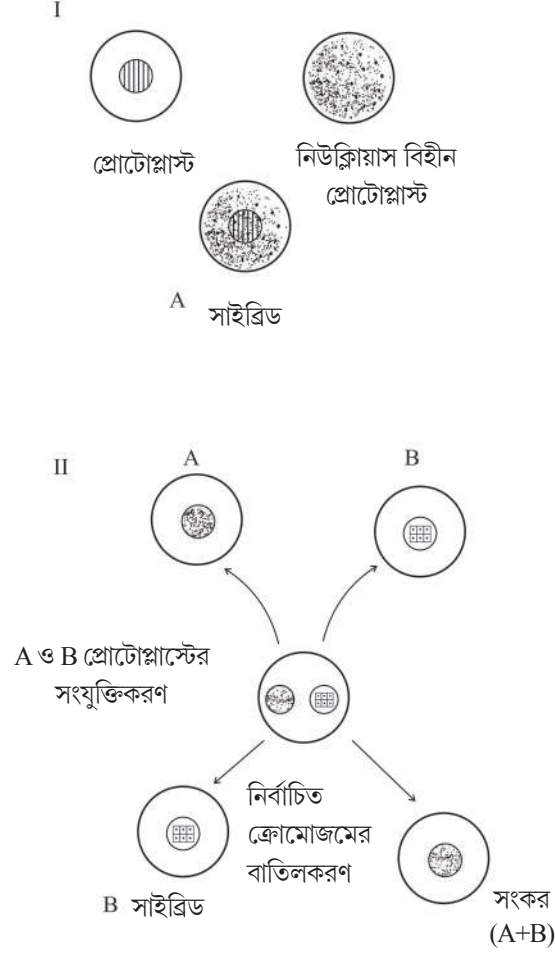 I
প্রোটোপ্লাস্ট
নিউক্লিয়াস বিহীন
প্রোটোপ্লাস্ট
A সাইব্রিড
II
A
B
A ও B প্রোটোপ্লাস্টের
সংযুক্তিকরণ
নির্বাচিত
ক্রোমোজমের
বাতিলকরণ
B সাইব্রিড
সংকর
(A+B)